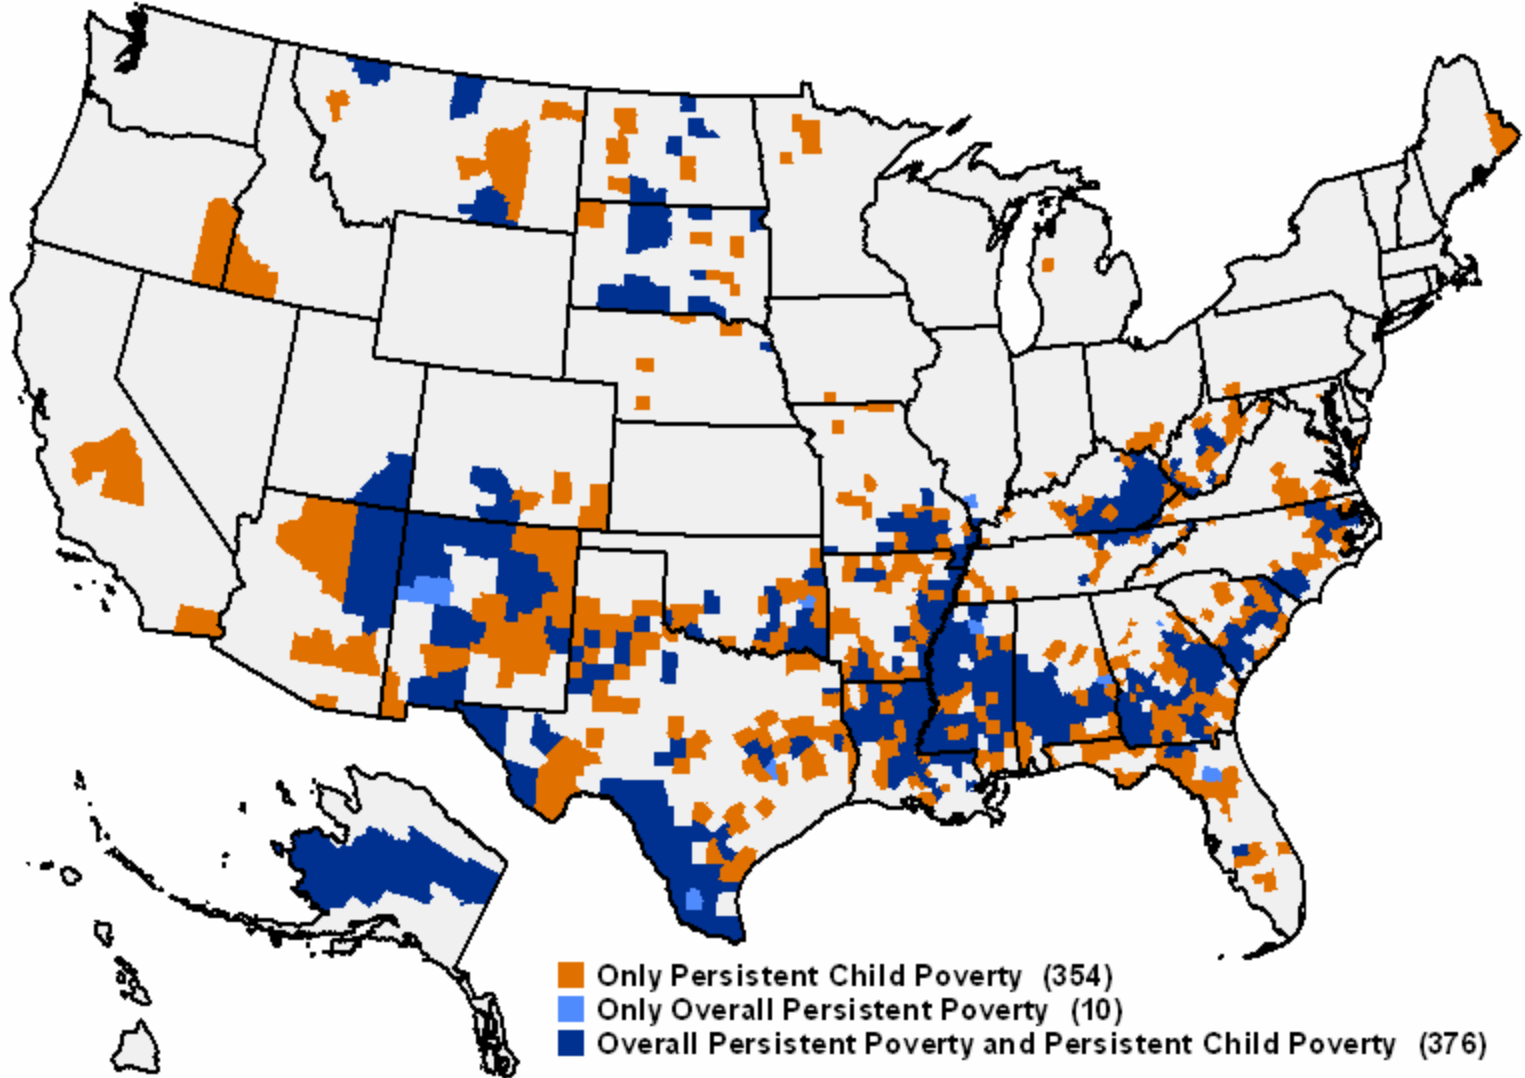 Only Persistent Child Poverty (354)
Only Overall Persistent Poverty (10)
Overall Persistent Poverty and Persistent Child Poverty (376)